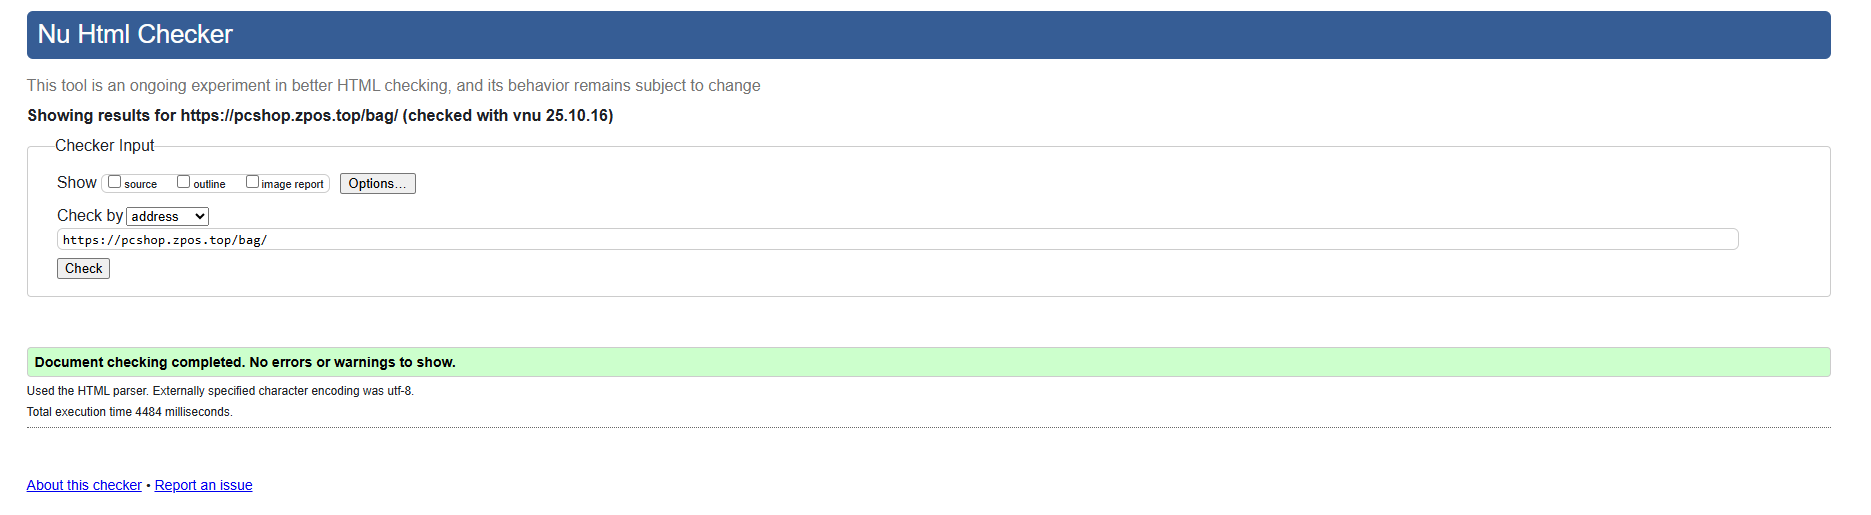 Nu Html Checker
This tool is an ongoing experiment in better HTML checking, and its behavior remains subject to change
Showing results for https://pcshop.zpos.top/bag/ (checked with vnu 25.10.16)
Checker Input
Show source outline image report Options...
Check by address
https://pcshop.zpos.top/bag/
Check
Document checking completed. No errors or warnings to show.
Used the HTML parser. Externally specified character encoding was utf-8.
Total execution time 4484 milliseconds.
About this checker • Report an issue